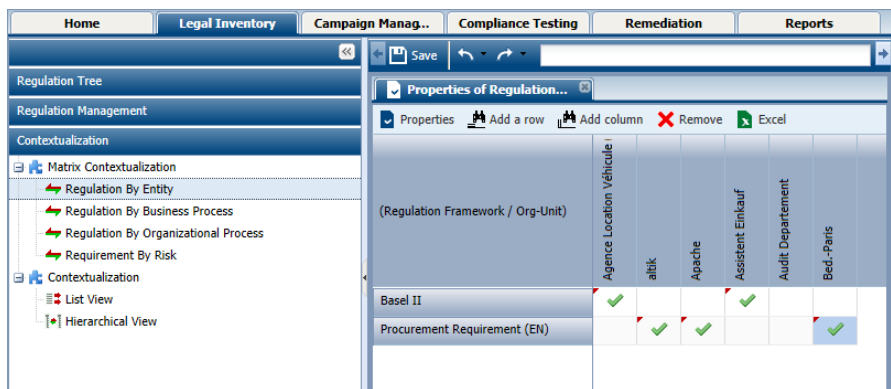 Home Legal Inventory Campaign Manag... Compliance Testing Remediation Reports
Save
Regulation Tree
Properties of Regulation...
Regulation Management
Properties Add a row Add column Remove Excel
Contextualization
Matrix Contextualization
Regulation By Entity
Regulation By Business Process
Regulation By Organizational Process
Requirement By Risk
Contextualization
List View
Hierarchical View
(Regulation Framework / Org-Unit)
Agence Location Véhicule
altik
Apache
Assistent Einkauf
Audit Departement
Bed.-Paris
Basel II
Procurement Requirement (EN)